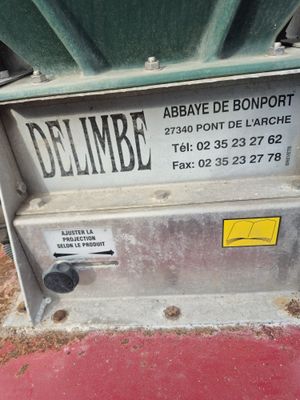 DELIMBE
ABBAYE DE BONPORT
27340 PONT DE L'ARCHE
Tél: 02 35 23 27 62
Fax: 02 35 23 27 78
AJUSTER LA
PROJECTION
SELON LE PRODUIT